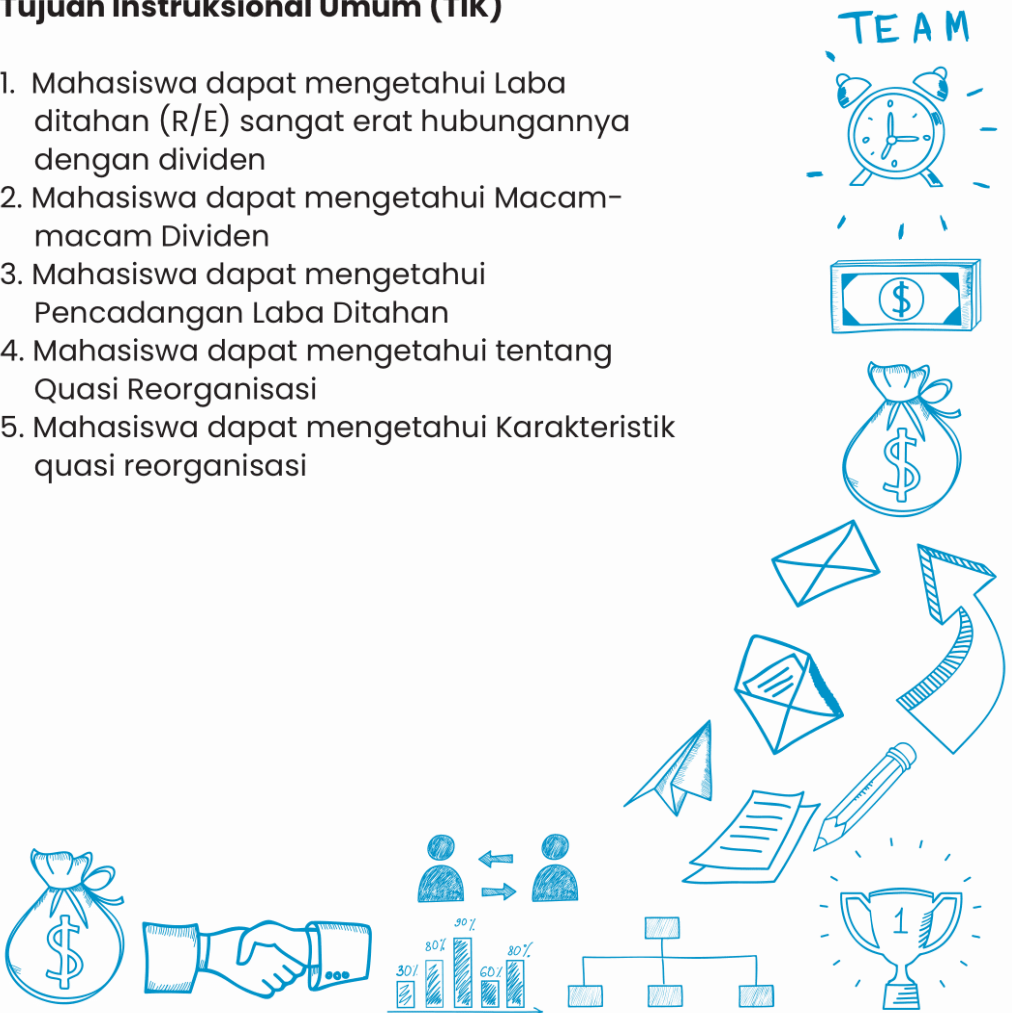 Tujuan Instruksional Umum (TIK)
1. Mahasiswa dapat mengetahui Laba
ditahan (R/E) sangat erat hubungannya
dengan dividen
2. Mahasiswa dapat mengetahui Macam-
macam Dividen
3. Mahasiswa dapat mengetahui
Pencadangan Laba Ditahan
4. Mahasiswa dapat mengetahui tentang
Quasi Reorganisasi
5. Mahasiswa dapat mengetahui Karakteristik
quasi reorganisasi
TEAM
$
$
$
30%
80%
90%
60%
80%
1